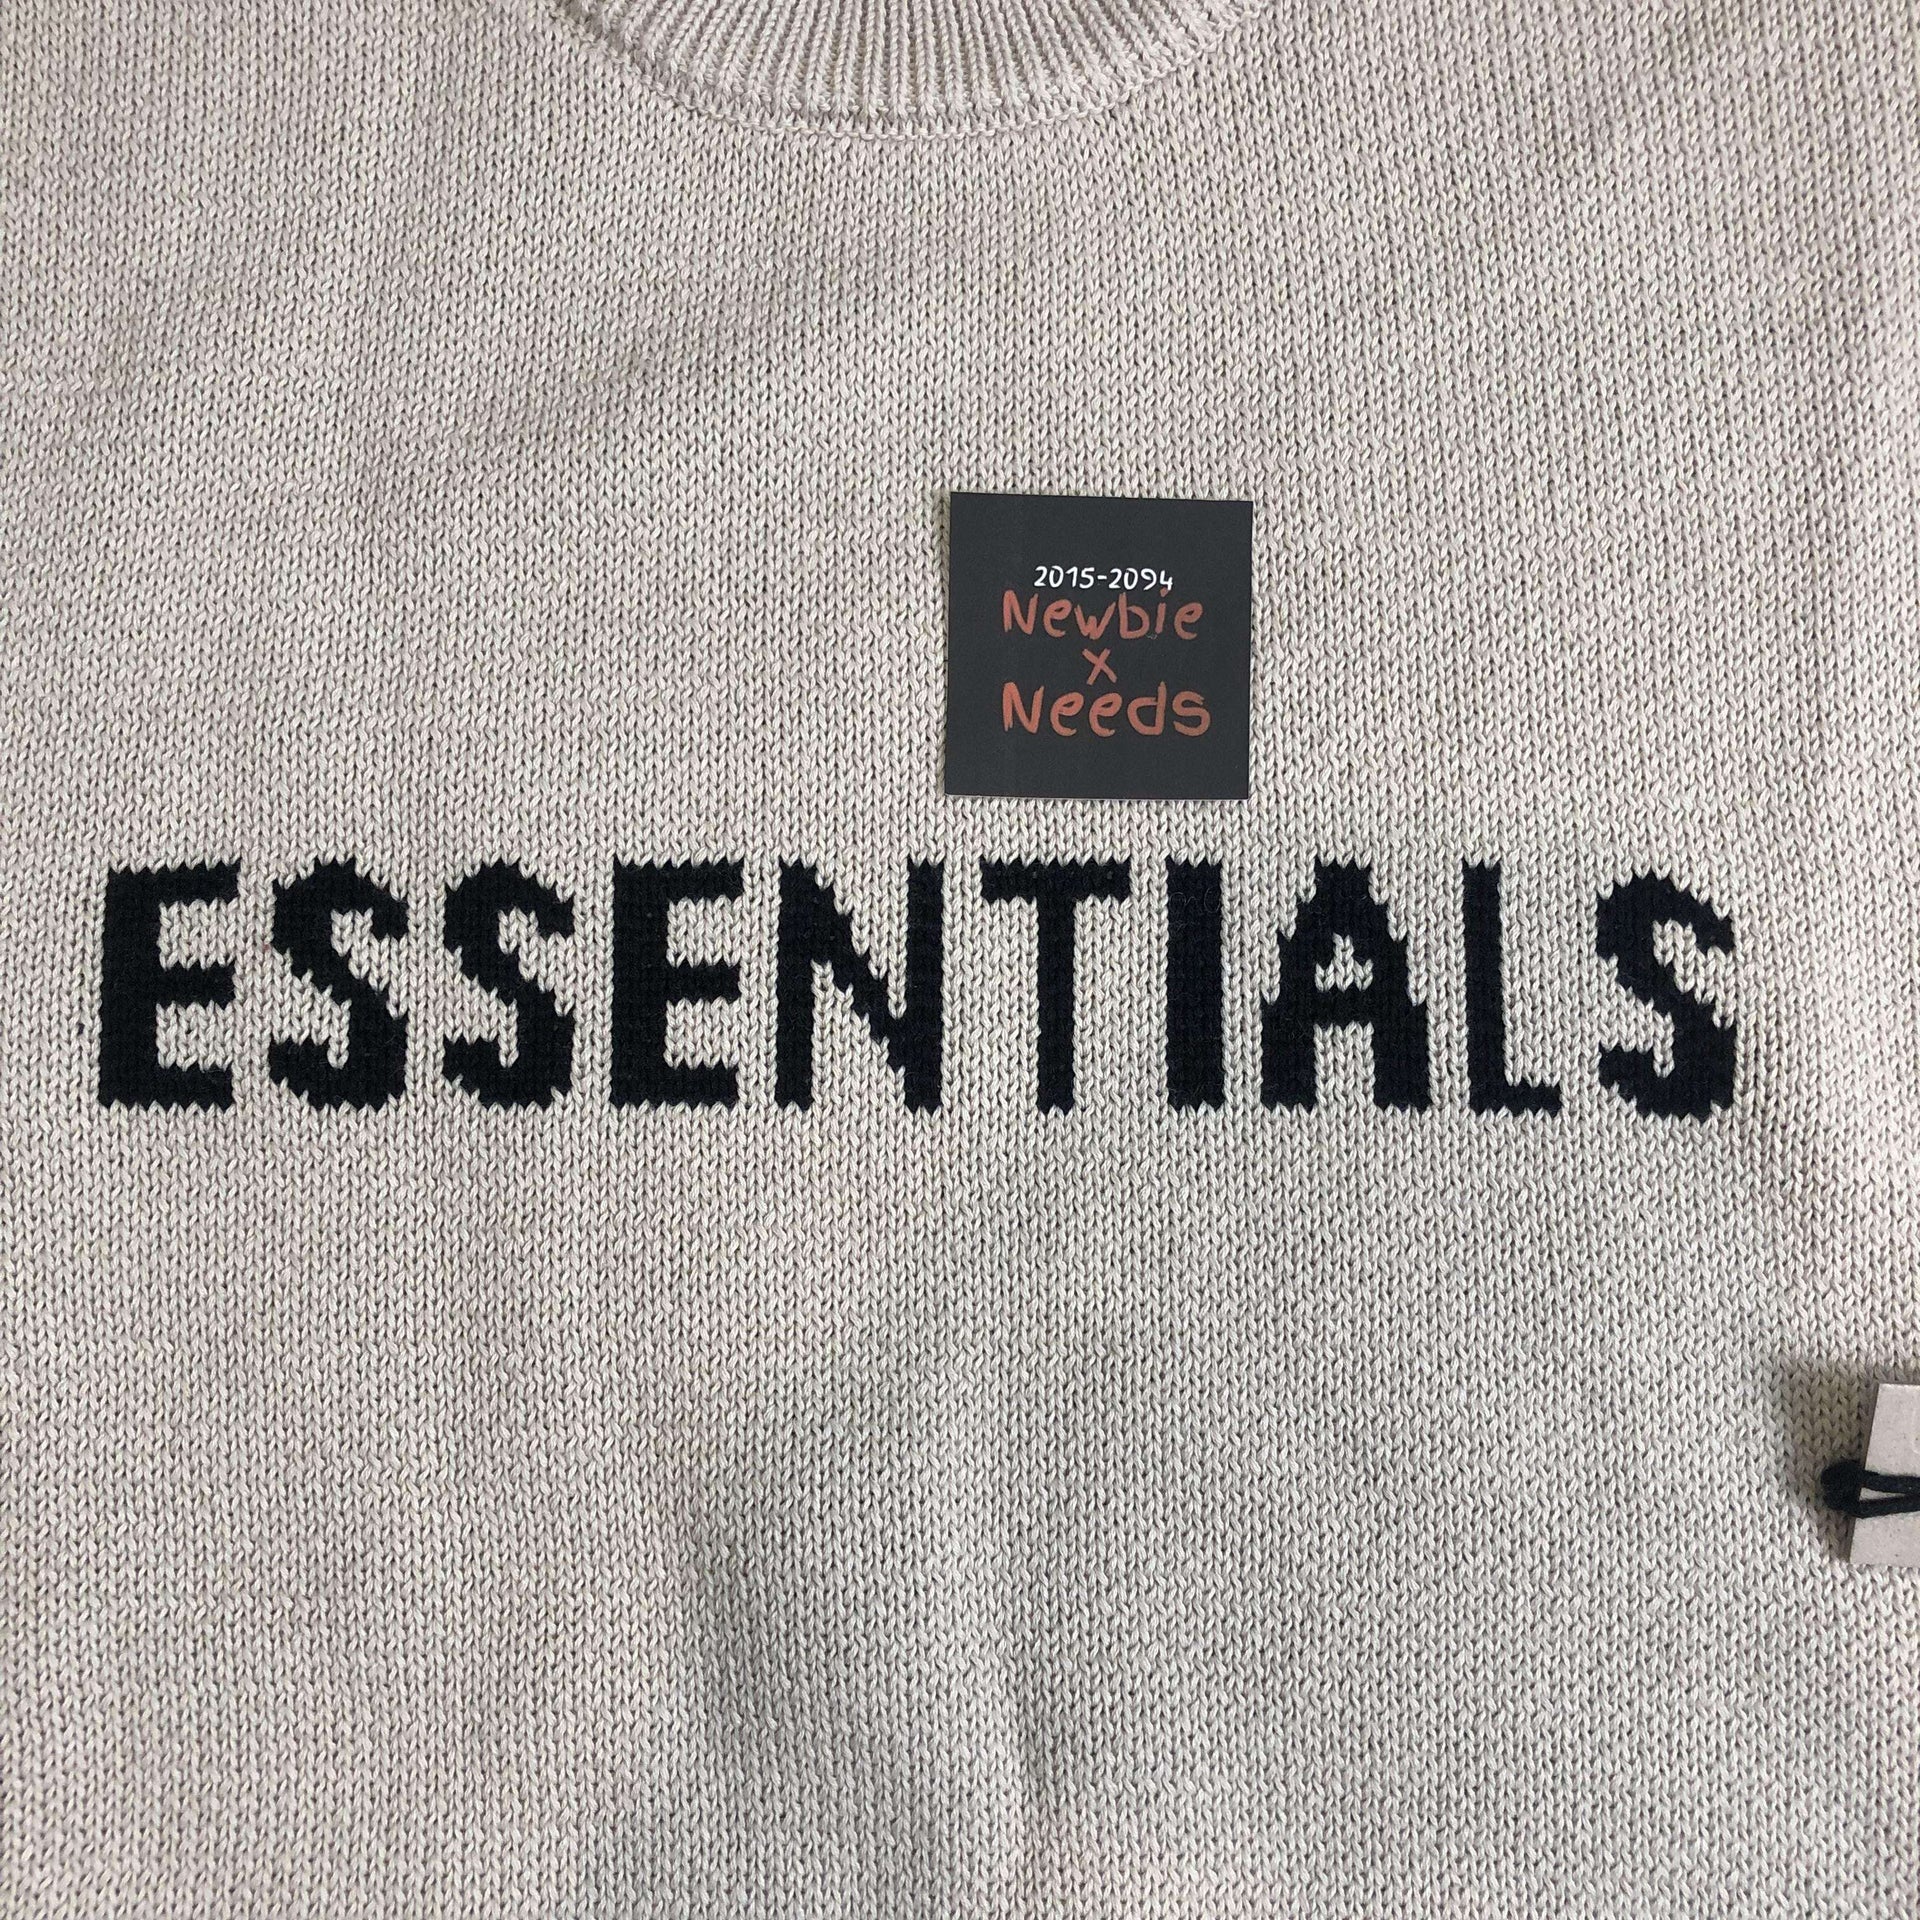 2015-2094
Newbie
x
Needs
ESSENTIALS